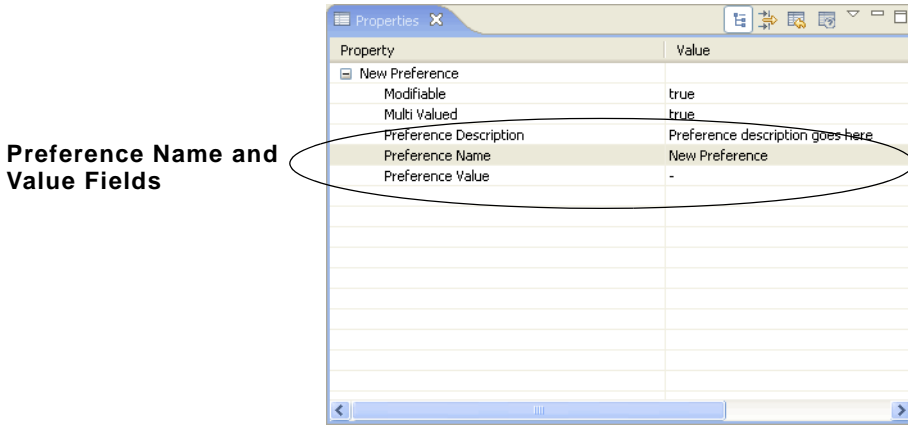 Properties
Property Value
New Preference
Modifiable true
Multi Valued true
Preference Description Preference description goes here
Preference Name and
Value Fields
Preference Name New Preference
Preference Value -